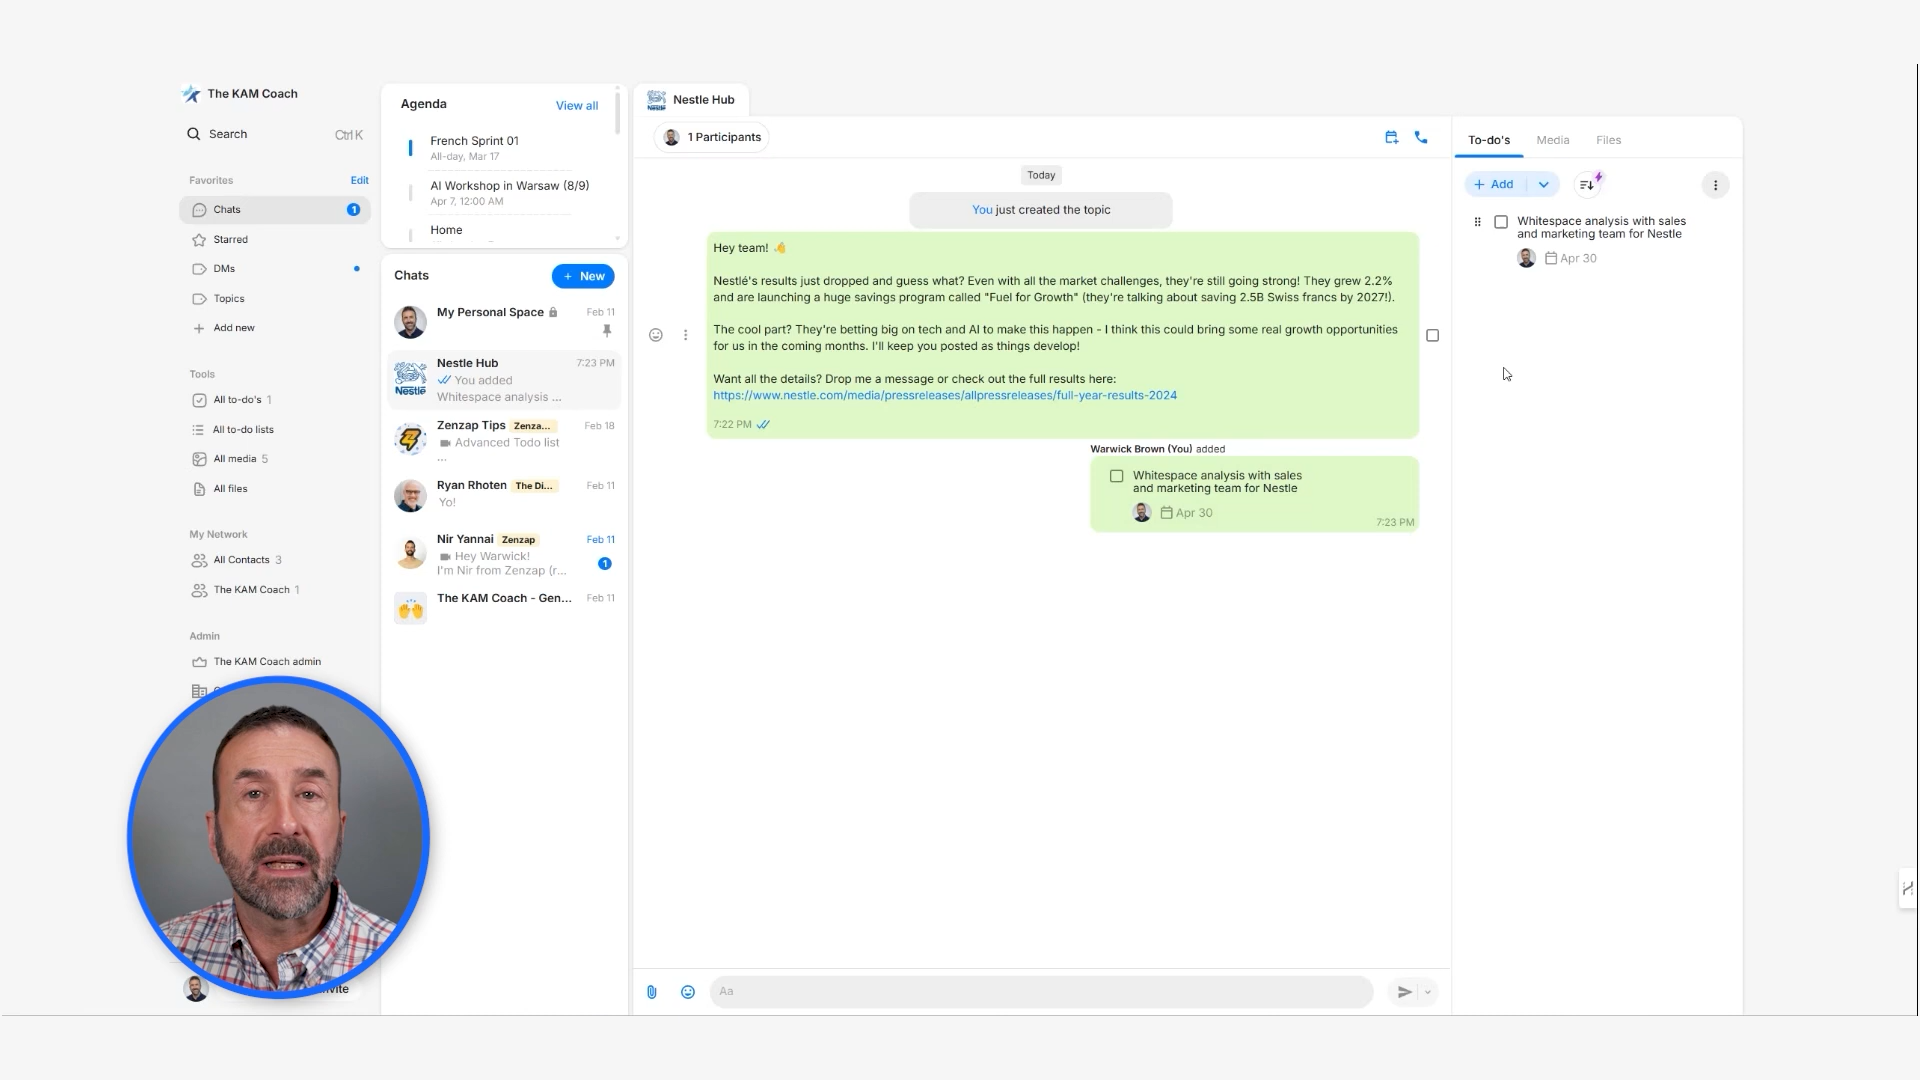 The KAM Coach
Search
Ctrl K
Favorites
Edit
Chats
1
Starred
DMs
Topics
Add new
Tools
All to-do's 1
All to-do lists
All media 5
All files
My Network
All Contacts 3
The KAM Coach 1
Admin
The KAM Coach admin
Agenda
View all
French Sprint 01
All-day, Mar 17
AI Workshop in Warsaw (8/9)
Apr 7, 12:00 AM
Home
Chats
+ New
My Personal Space
Feb 11
Nestle Hub
7:23 PM
You added
Whitespace analysis ...
Nestle
Zenzap Tips
Zenza...
Feb 18
Advanced Todo list
...
Ryan Rhoten
The Di...
Feb 11
Yo!
Nir Yannai
Zenzap
Feb 11
Hey Warwick!
I'm Nir from Zenzap (r...
1
The KAM Coach - Gen...
Feb 11
Nestle Hub
1 Participants
Today
You just created the topic
Hey team! 👋
Nestlé's results just dropped and guess what? Even with all the market challenges, they're still going strong! They grew 2.2%
and are launching a huge savings program called "Fuel for Growth" (they're talking about saving 2.5B Swiss francs by 2027!).
The cool part? They're betting big on tech and AI to make this happen - I think this could bring some real growth opportunities
for us in the coming months. I'll keep you posted as things develop!
Want all the details? Drop me a message or check out the full results here:
https://www.nestle.com/media/pressreleases/allpressreleases/full-year-results-2024
7:22 PM
Warwick Brown (You) added
Whitespace analysis with sales
and marketing team for Nestle
Apr 30
7:23 PM
Aa
To-do's
Media
Files
+ Add
Whitespace analysis with sales
and marketing team for Nestle
Apr 30